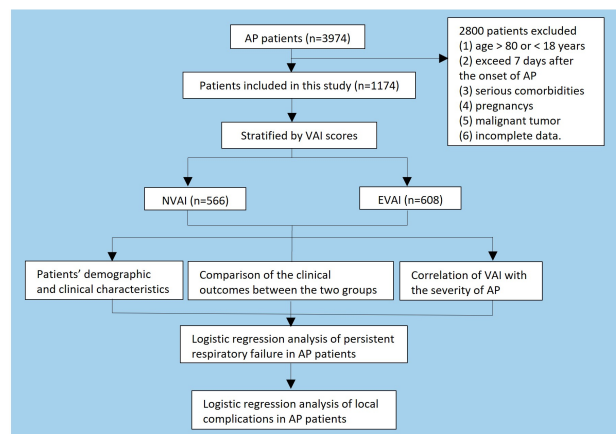 AP patients (n=3974)
2800 patients excluded
(1) age > 80 or < 18 years
(2) exceed 7 days after
the onset of AP
(3) serious comorbidities
(4) pregnancys
(5) malignant tumor
(6) incomplete data.
Patients included in this study (n=1174)
Stratified by VAI scores
NVAI (n=566)
EVAI (n=608)
Patients' demographic
and clinical characteristics
Comparison of the clinical
outcomes between the two groups
Correlation of VAI with
the severity of AP
Logistic regression analysis of persistent
respiratory failure in AP patients
Logistic regression analysis of local
complications in AP patients